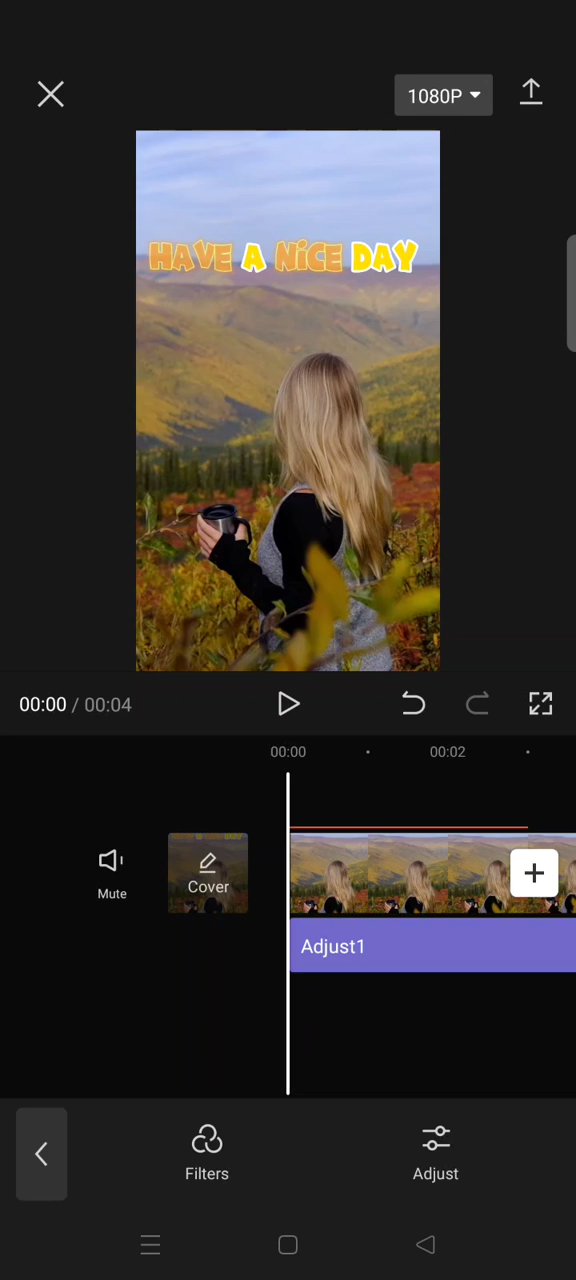 1080P
HAVE A NiCE DAY
00:00 / 00:04
00:00 00:02
Mute
Cover
Adjust1
Filters
Adjust